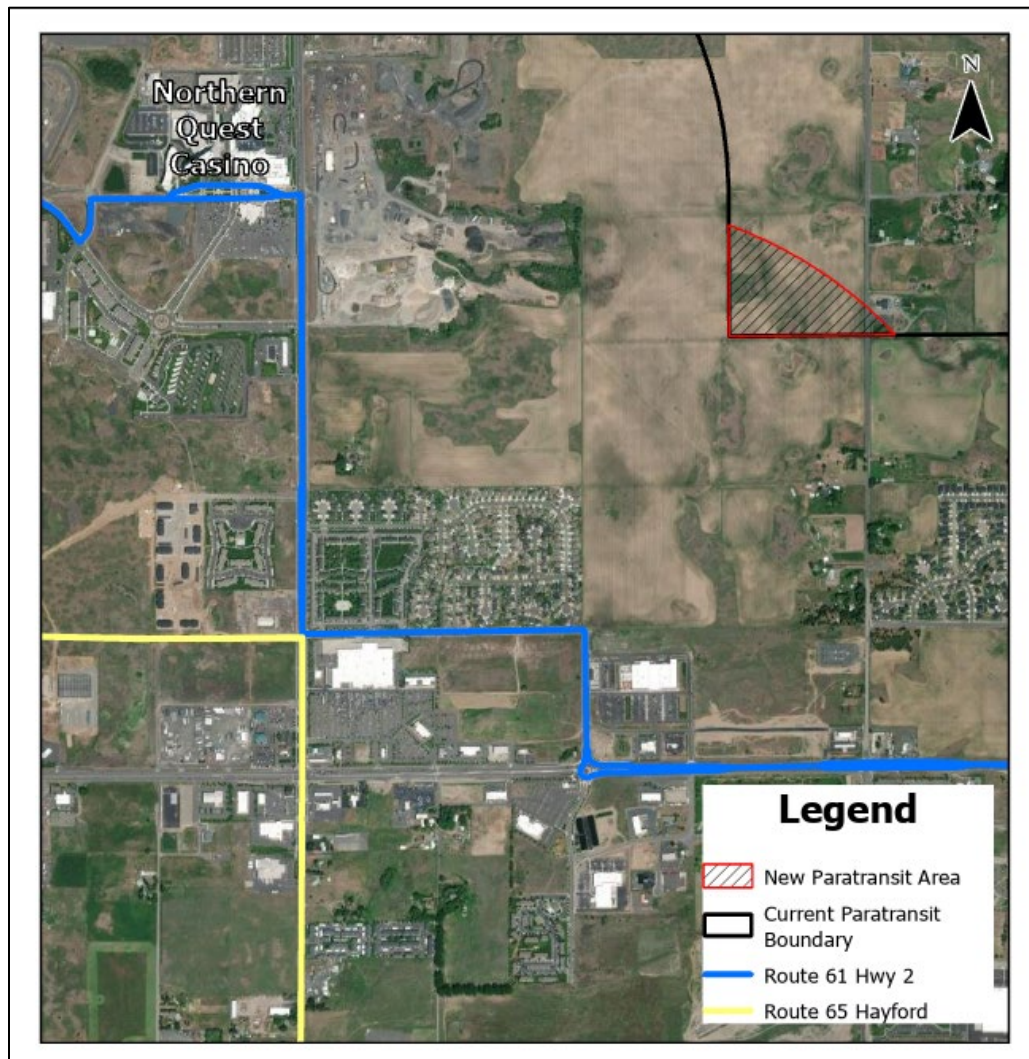 Northern
Quest
Casino
N
Legend
New Paratransit Area
Current Paratransit
Boundary
Route 61 Hwy 2
Route 65 Hayford